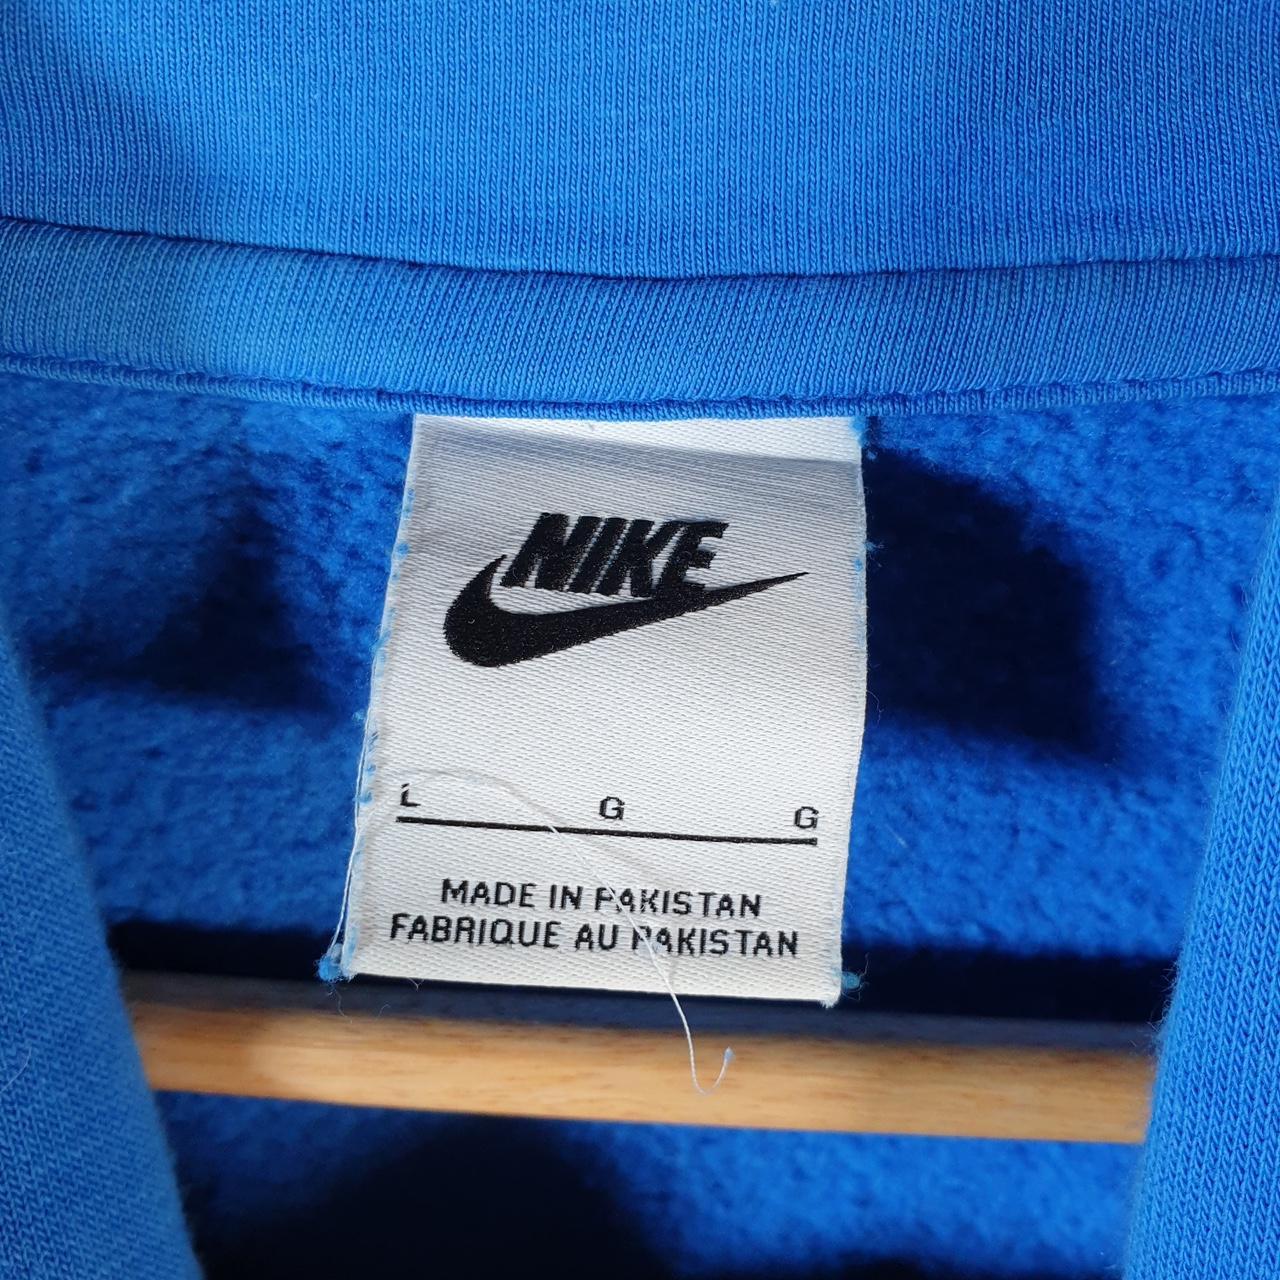 NIKE
L G G
MADE IN PAKISTAN
FABRIQUE AU PAKISTAN